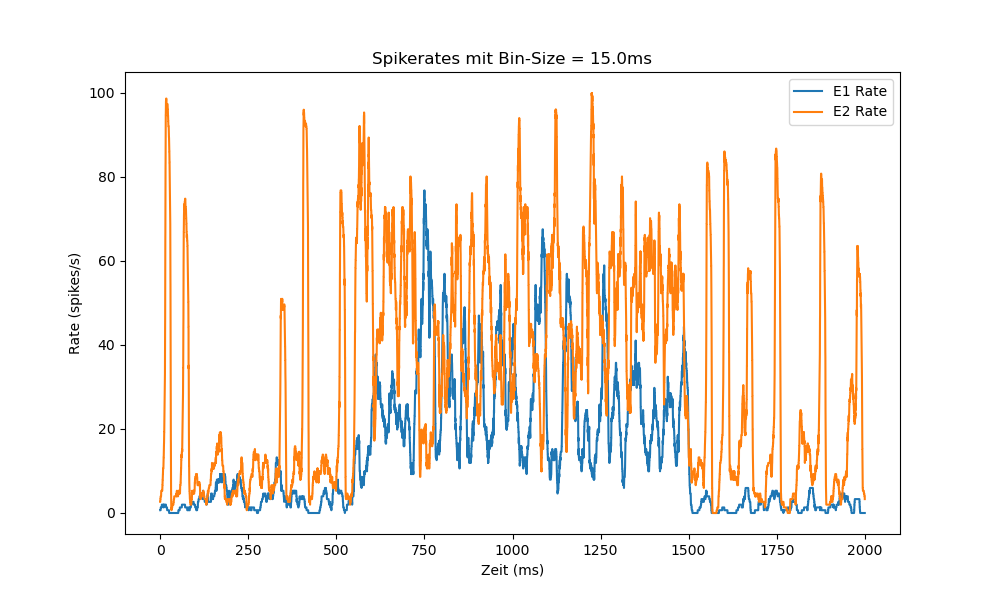 Spikerates mit Bin-Size = 15.0ms
E1 Rate
E2 Rate
100
80
60
40
20
0
Rate (spikes/s)
0 250 500 750 1000 1250 1500 1750 2000
Zeit (ms)